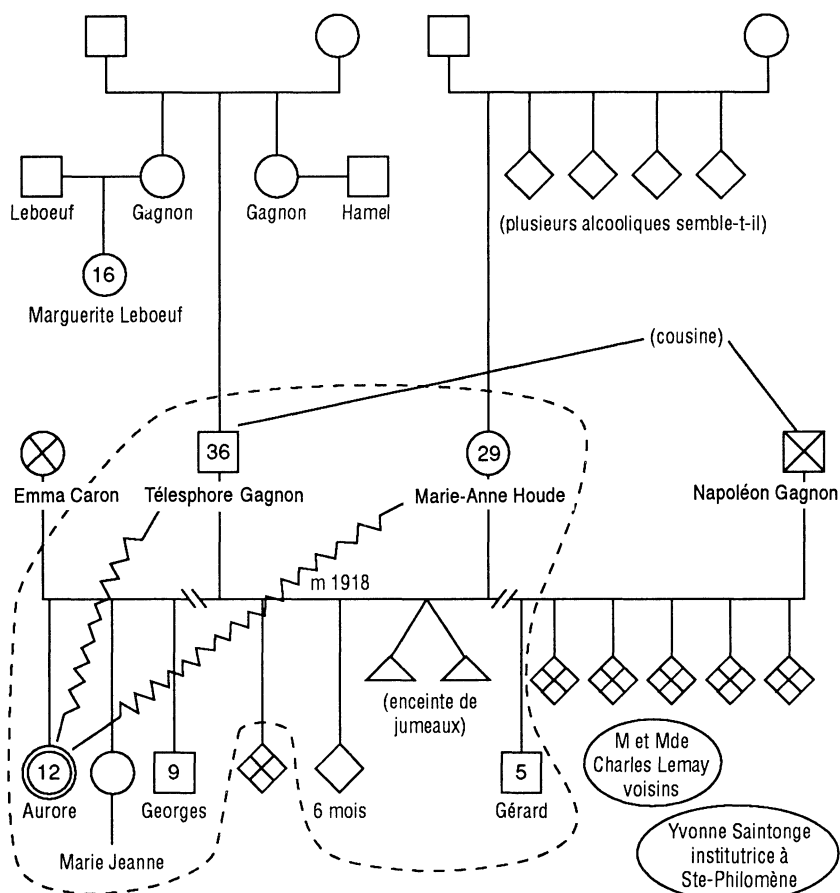 Leboeuf
Gagnon
Gagnon
Hamel
(plusieurs alcooliques semble-t-il)
16
Marguerite Leboeuf
(cousine)
36
29
Emma Caron
Télesphore Gagnon
Marie-Anne Houde
Napoléon Gagnon
m 1918
(enceinte de
jumeaux)
12
9
5
Aurore
Georges
6 mois
Gérard
Marie Jeanne
M et Mde
Charles Lemay
voisins
Yvonne Saintonge
institutrice à
Ste-Philomène